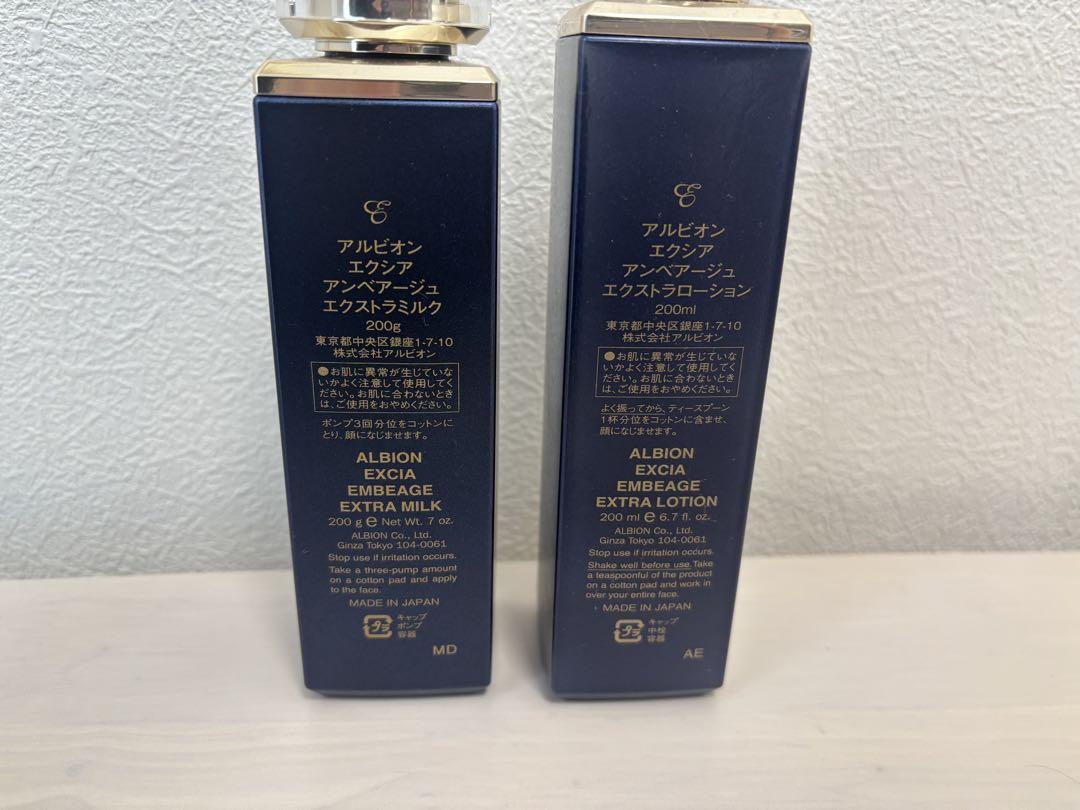 アルビオン
エクシア
アンベアージュ
エクストラミルク
200g
東京都中央区銀座1-7-10
株式会社アルビオン
●お肌に異常が生じていな
いかよく注意して使用してく
ださい。お肌に合わないとき
は、ご使用をおやめください。
ポンプ3回分位をコットンに
とり、顔になじませます。
ALBION
EXCIA
EMBEAGE
EXTRA MILK
200 g e Net Wt. 7 oz.
ALBION Co., Ltd.
Ginza Tokyo 104-0061
Stop use if irritation occurs.
Take a three-pump amount
on a cotton pad and apply
to the face.
MADE IN JAPAN
プラ
キャップ
ポンプ
容器
MD
アルビオン
エクシア
アンベアージュ
エクストラローション
200ml
東京都中央区銀座1-7-10
株式会社アルビオン
●お肌に異常が生じていな
いかよく注意して使用してく
ださい。お肌に合わないとき
は、ご使用をおやめください。
よく振ってから、ティースプーン
1杯分位をコットンに含ませ、
顔になじませます。
ALBION
EXCIA
EMBEAGE
EXTRA LOTION
200 ml e 6.7 fl. oz.
ALBION Co., Ltd.
Ginza Tokyo 104-0061
Stop use if irritation occurs.
Shake well before use. Take
a teaspoonful of the product
on a cotton pad and work in
over your entire face.
MADE IN JAPAN
プラ
キャップ
中栓
容器
AE